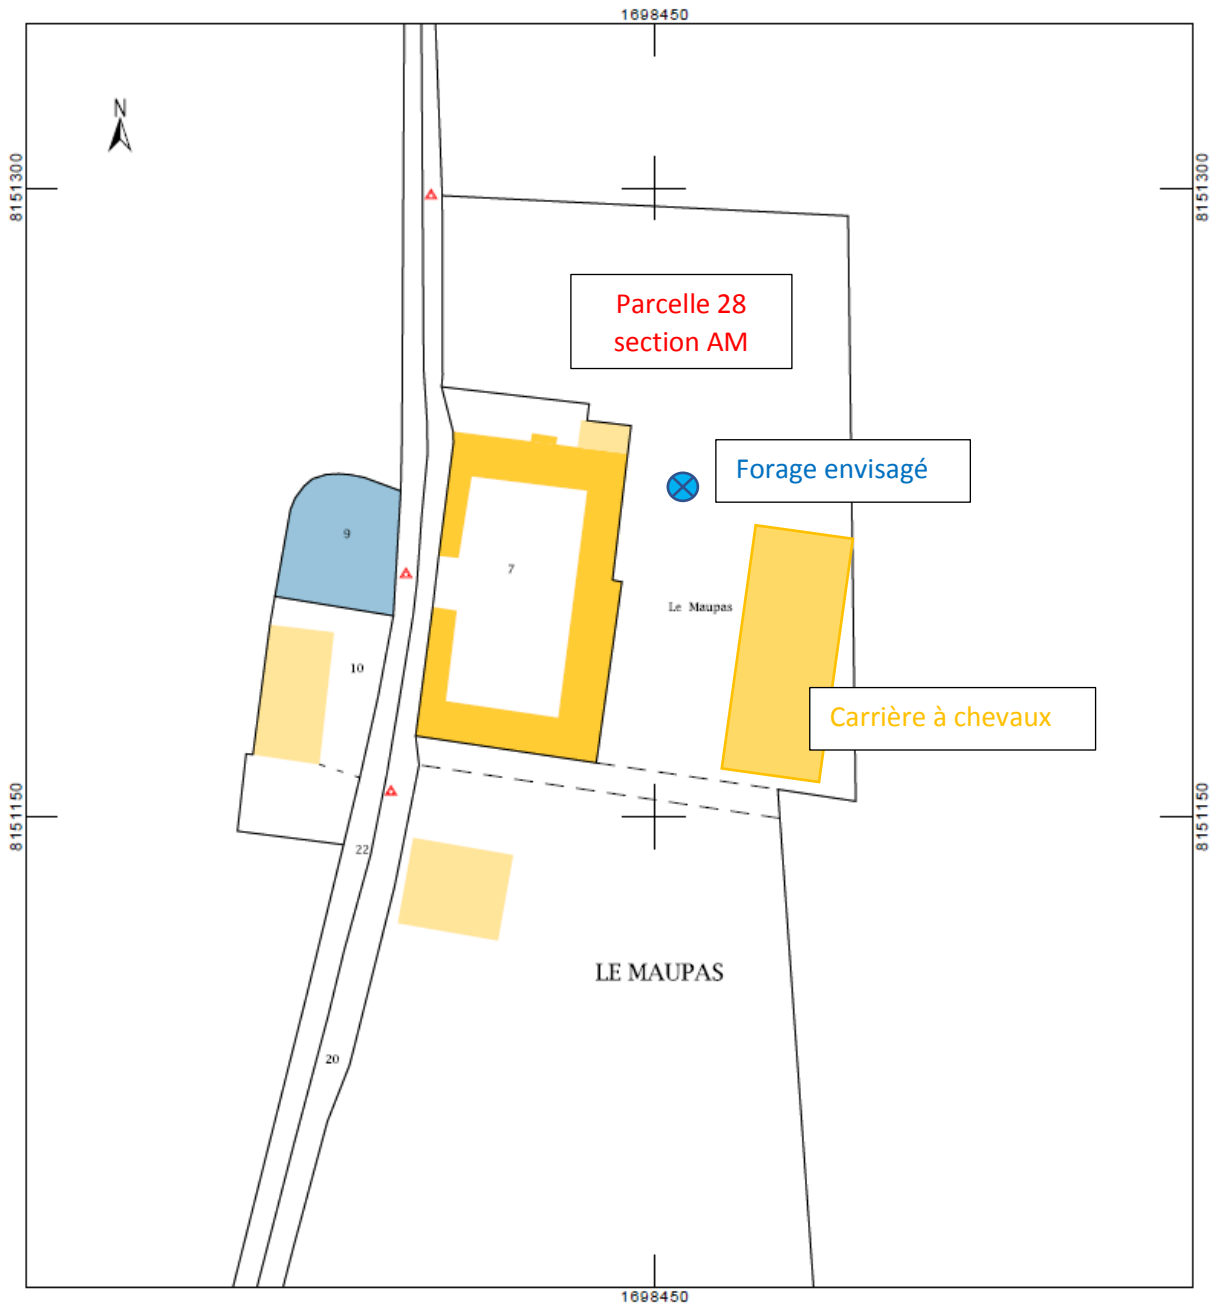 1698450
N
8151300
8151300
Parcelle 28
section AM
Forage envisagé
9
7
Le Maupas
10
Carrière à chevaux
8151150
8151150
22
LE MAUPAS
20
1698450